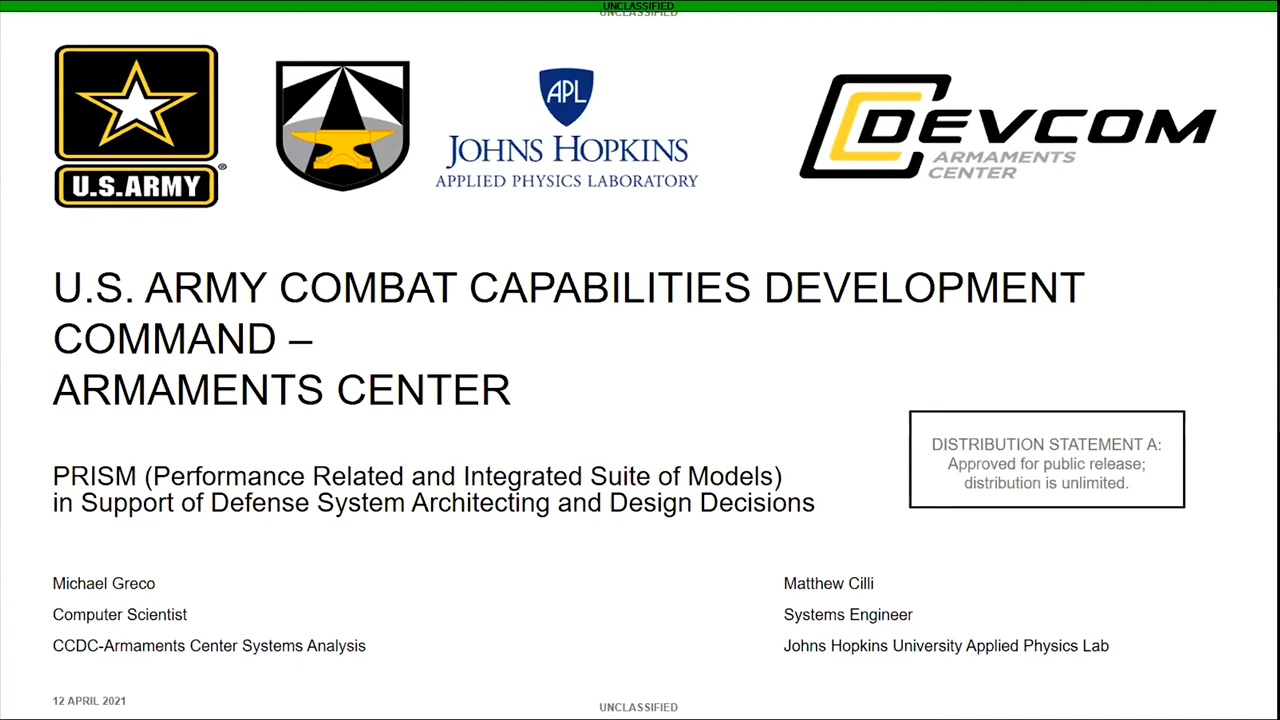 UNCLASSIFIED
UNCLASSIFIED
U.S.ARMY
®
APL
JOHNS HOPKINS
APPLIED PHYSICS LABORATORY
DEVCOM
ARMAMENTS
CENTER
U.S. ARMY COMBAT CAPABILITIES DEVELOPMENT
COMMAND –
ARMAMENTS CENTER
DISTRIBUTION STATEMENT A:
Approved for public release;
distribution is unlimited.
PRISM (Performance Related and Integrated Suite of Models)
in Support of Defense System Architecting and Design Decisions
Michael Greco
Computer Scientist
CCDC-Armaments Center Systems Analysis
Matthew Cilli
Systems Engineer
Johns Hopkins University Applied Physics Lab
12 APRIL 2021
UNCLASSIFIED